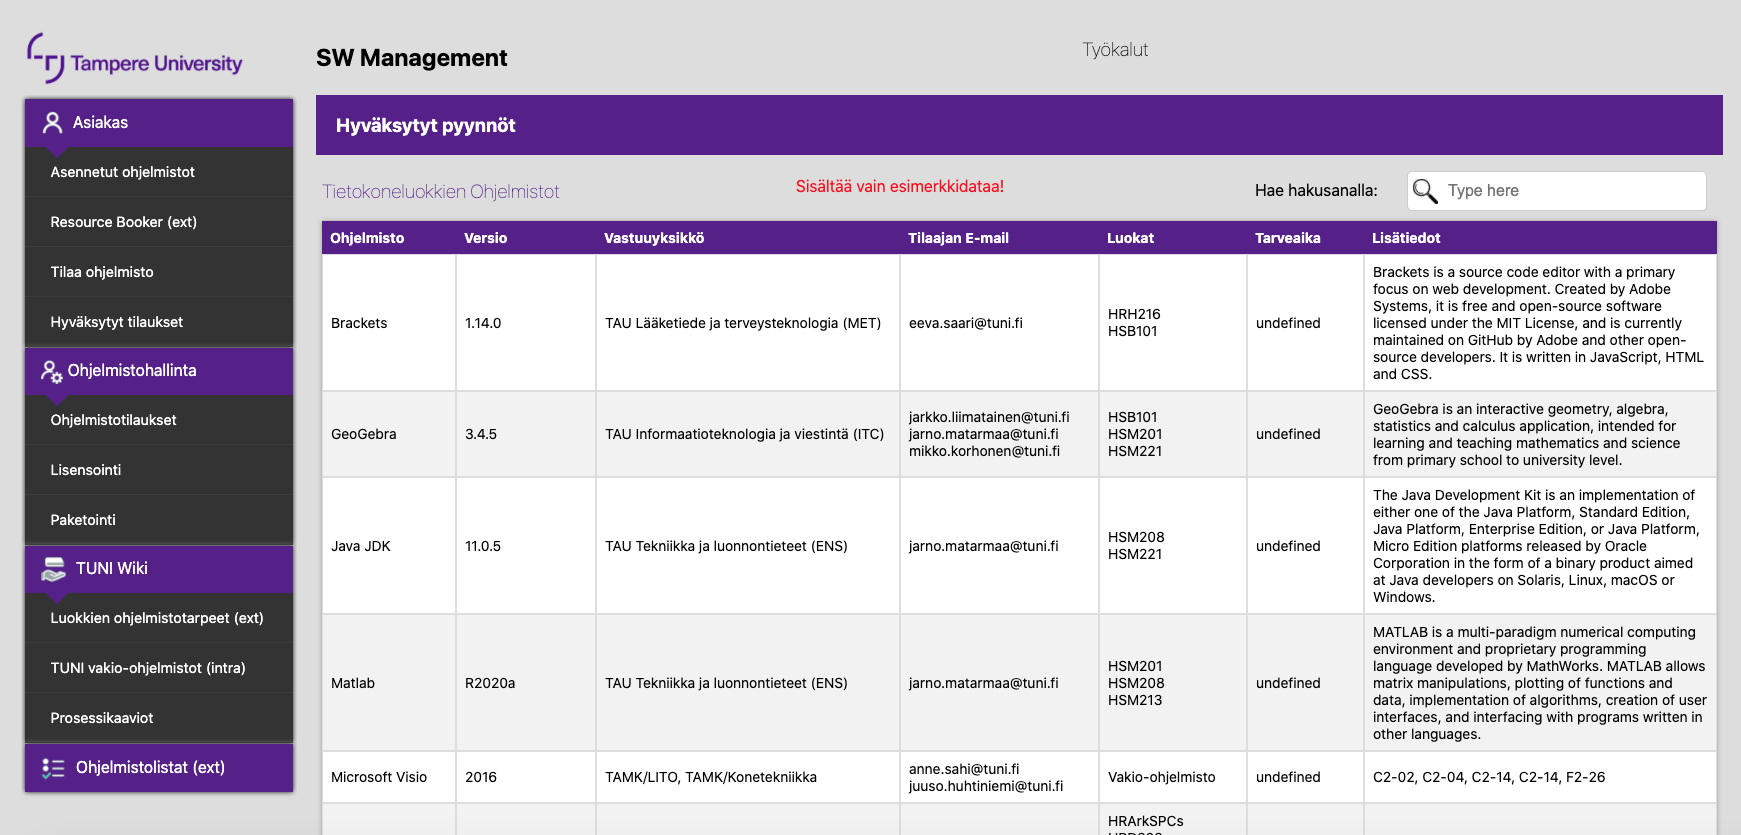 Tampere University
SW Management
Työkalut
Asiakas
Asennetut ohjelmistot
Resource Booker (ext)
Tilaa ohjelmisto
Hyväksytyt tilaukset
Ohjelmistohallinta
Ohjelmistotilaukset
Lisensointi
Paketointi
TUNI Wiki
Luokkien ohjelmistotarpeet (ext)
TUNI vakio-ohjelmistot (intra)
Prosessikaaviot
Ohjelmistolistat (ext)
Hyväksytyt pyynnöt
Tietokoneluokkien Ohjelmistot
Sisältää vain esimerkkidataa!
Hae hakusanalla:
Type here
Ohjelmisto Versio Vastuuyksikkö Tilaajan E-mail Luokat Tarveaika Lisätiedot
Brackets
1.14.0
TAU Lääketiede ja terveysteknologia (MET)
eeva.saari@tuni.fi
HRH216
HSB101
undefined
Brackets is a source code editor with a primary
focus on web development. Created by Adobe
Systems, it is free and open-source software
licensed under the MIT License, and is currently
maintained on GitHub by Adobe and other open-
source developers. It is written in JavaScript, HTML
and CSS.
GeoGebra
3.4.5
TAU Informaatioteknologia ja viestintä (ITC)
jarkko.liimatainen@tuni.fi
jarno.matarmaa@tuni.fi
mikko.korhonen@tuni.fi
HSB101
HSM201
HSM221
undefined
GeoGebra is an interactive geometry, algebra,
statistics and calculus application, intended for
learning and teaching mathematics and science
from primary school to university level.
Java JDK
11.0.5
TAU Tekniikka ja luonnontieteet (ENS)
jarno.matarmaa@tuni.fi
HSM208
HSM221
undefined
The Java Development Kit is an implementation of
either one of the Java Platform, Standard Edition,
Java Platform, Enterprise Edition, or Java Platform,
Micro Edition platforms released by Oracle
Corporation in the form of a binary product aimed
at Java developers on Solaris, Linux, macOS or
Windows.
Matlab
R2020a
TAU Tekniikka ja luonnontieteet (ENS)
jarno.matarmaa@tuni.fi
HSM201
HSM208
HSM213
undefined
MATLAB is a multi-paradigm numerical computing
environment and proprietary programming
language developed by MathWorks. MATLAB allows
matrix manipulations, plotting of functions and
data, implementation of algorithms, creation of user
interfaces, and interfacing with programs written in
other languages.
Microsoft Visio
2016
TAMK/LITO, TAMK/Konetekniikka
anne.sahi@tuni.fi
juuso.huhtiniemi@tuni.fi
Vakio-ohjelmisto
undefined
C2-02, C2-04, C2-14, C2-14, F2-26
HRArkSPCs